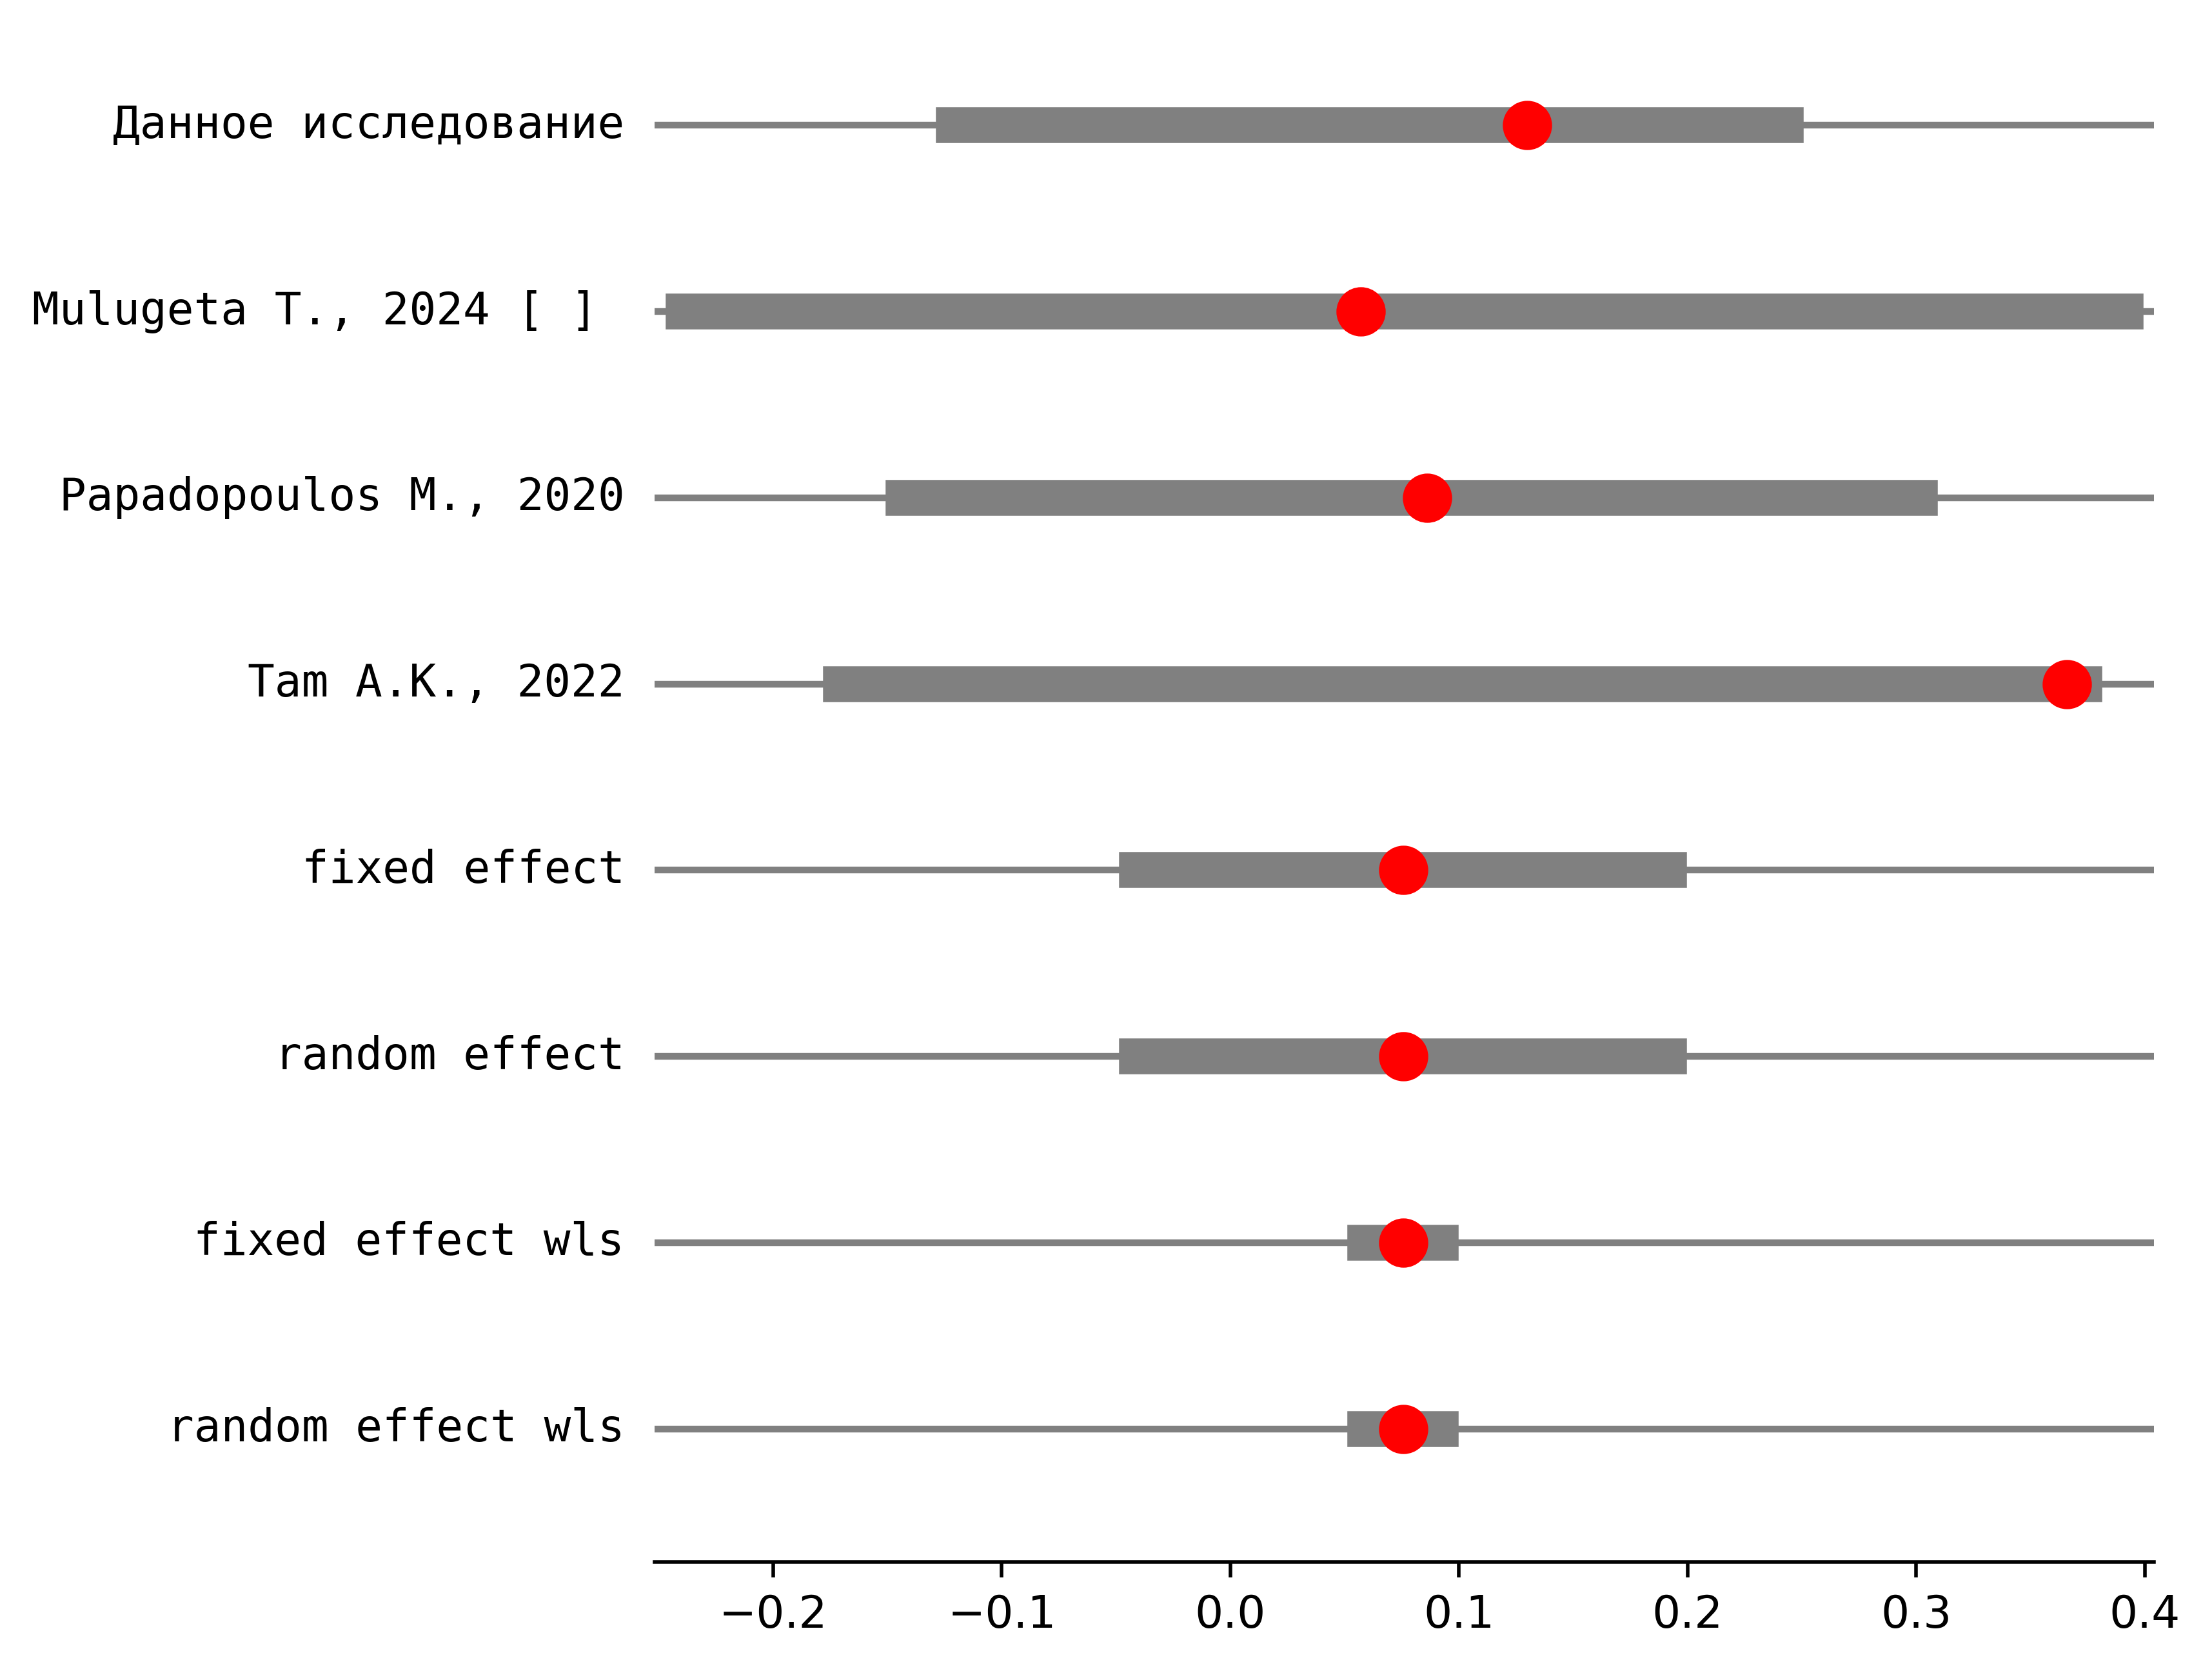 Данное исследование
Mulugeta T., 2024 [ ]
Papadopoulos M., 2020
Tam A.K., 2022
fixed effect
random effect
fixed effect wls
random effect wls
−0.2 −0.1 0.0 0.1 0.2 0.3 0.4